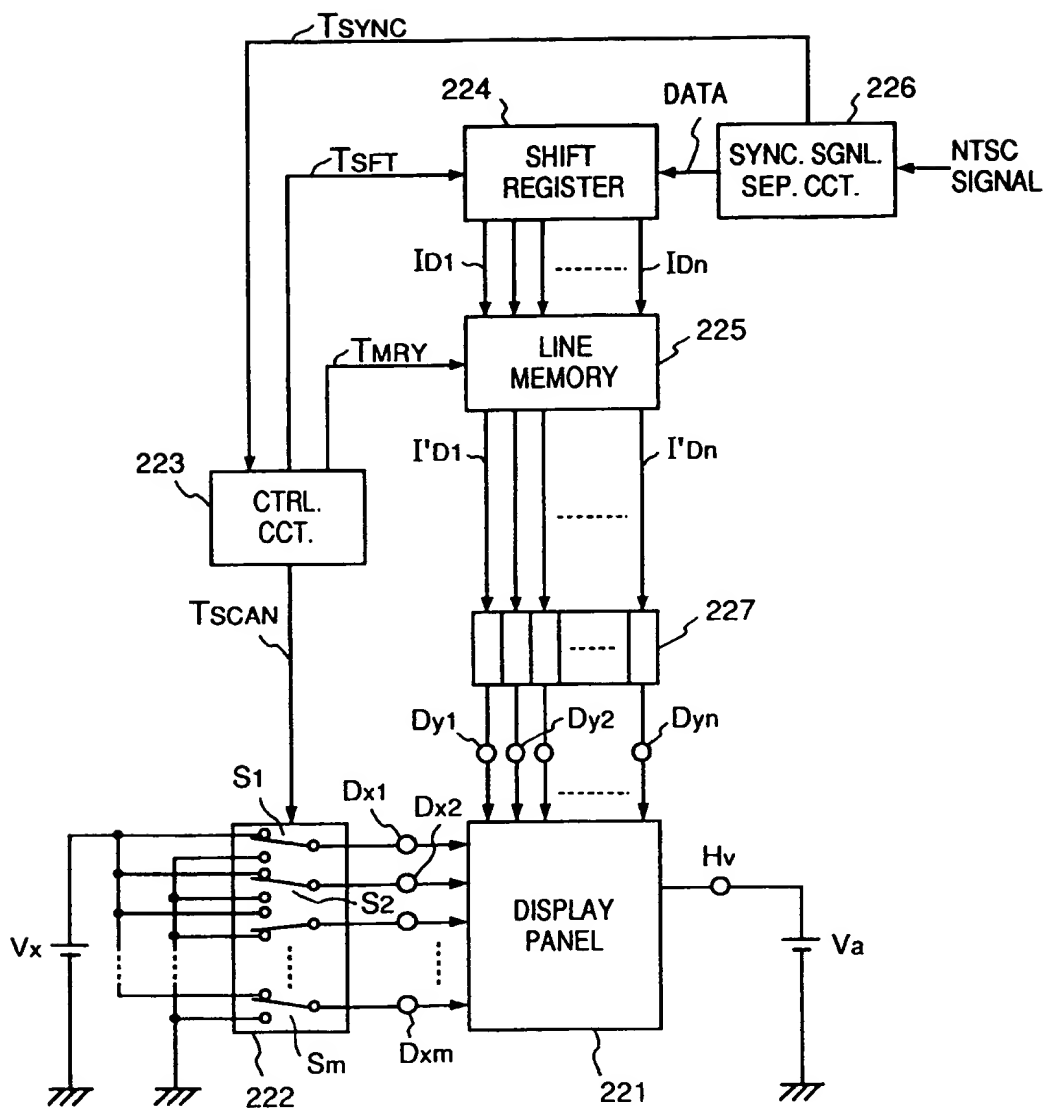 TSYNC
224
DATA
226
TSFT
SHIFT
REGISTER
SYNC. SGNL.
SEP. CCT.
NTSC
SIGNAL
ID1
IDn
TMRY
LINE
MEMORY
225
I'D1
I'Dn
223
CTRL.
CCT.
TSCAN
227
Dy1
Dy2
Dyn
S1
Dx1
Dx2
Hv
S2
DISPLAY
PANEL
Vx
Va
Sm
Dxm
222
221